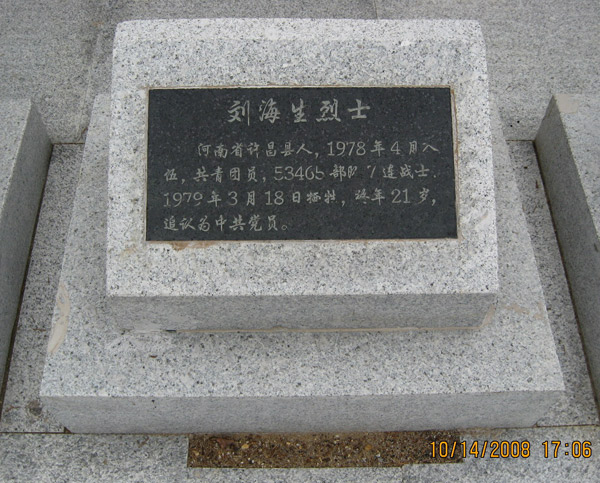 刘海生烈士
河南省许昌县人，1978年4月入
伍，共青团员，53465部队7连战士．
1979年3月18日牺牲，终年21岁，
追认为中共党员。
10/14/2008 17:06